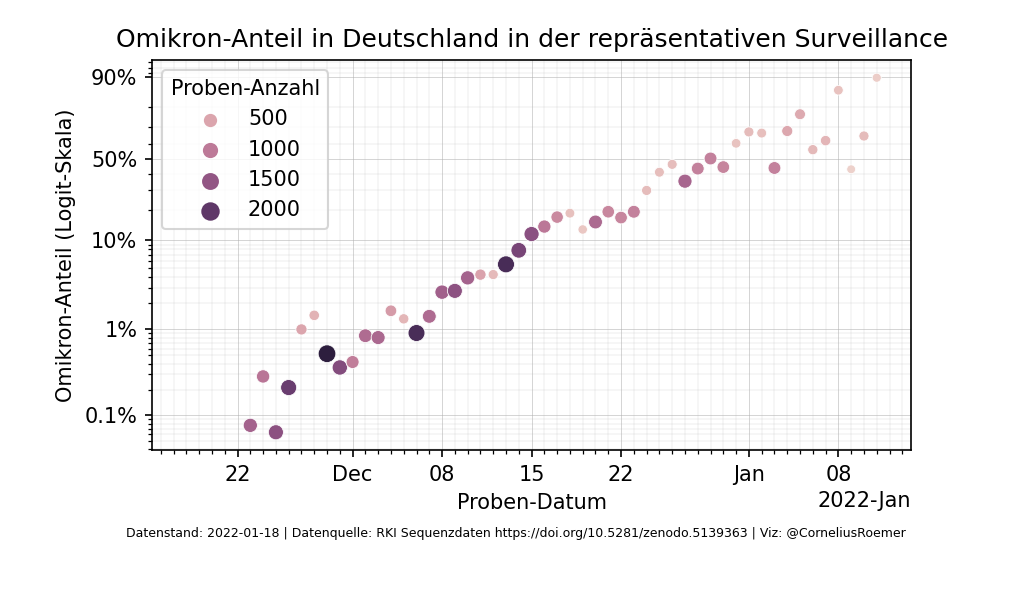 Omikron-Anteil in Deutschland in der repräsentativen Surveillance
Omikron-Anteil (Logit-Skala)
90%
50%
10%
1%
0.1%
Proben-Anzahl
500
1000
1500
2000
22
Dec
08
15
22
Jan
08
Proben-Datum
2022-Jan
Datenstand: 2022-01-18 | Datenquelle: RKI Sequenzdaten https://doi.org/10.5281/zenodo.5139363 | Viz: @CorneliusRoemer